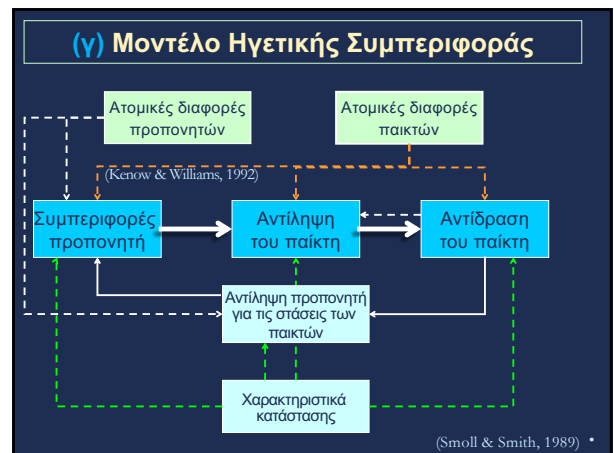 (γ) Μοντέλο Ηγετικής Συμπεριφοράς
Ατομικές διαφορές
προπονητών
Ατομικές διαφορές
παικτών
(Kenow & Williams, 1992)
Συμπεριφορές
προπονητή
Αντίληψη
του παίκτη
Αντίδραση
του παίκτη
Αντίληψη προπονητή
για τις στάσεις των
παικτών
Χαρακτηριστικά
κατάστασης
(Smoll & Smith, 1989) •